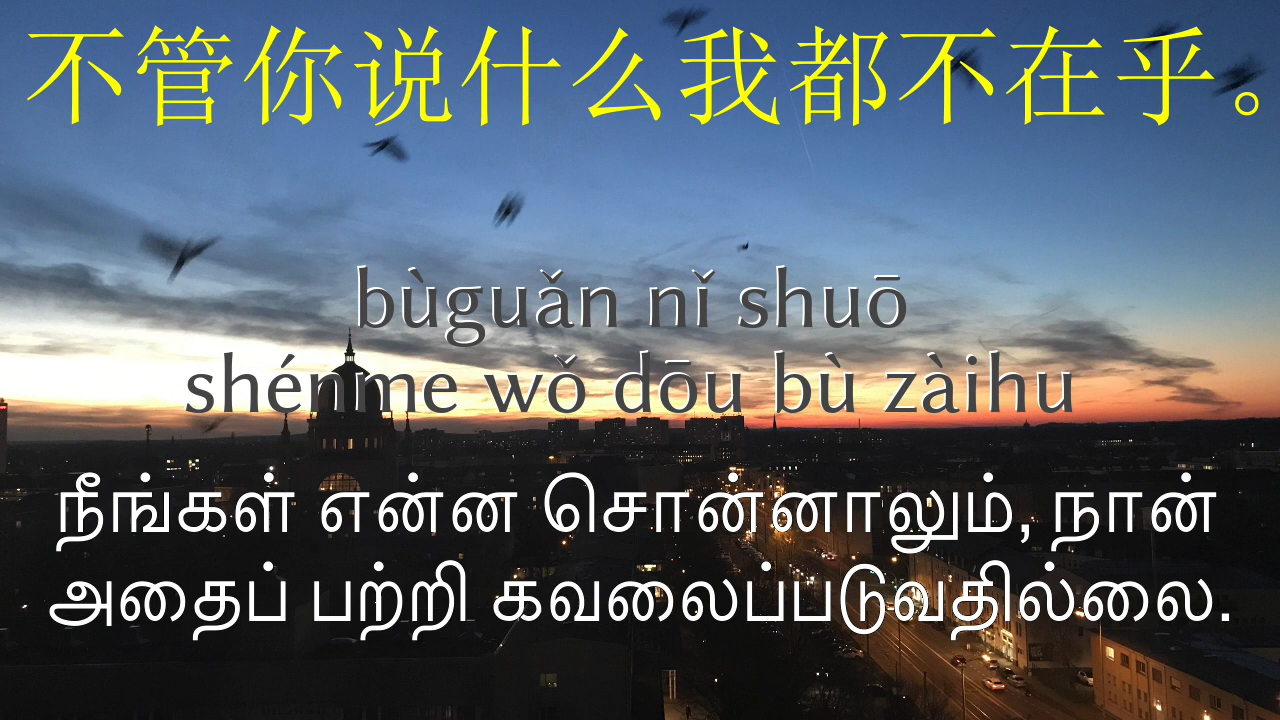 不管你说什么我都不在乎。
bùguǎn nǐ shuō
shénme wǒ dōu bù zàihu
நீங்கள் என்ன சொன்னாலும், நான்
அதைப் பற்றி கவலைப்படுவதில்லை.